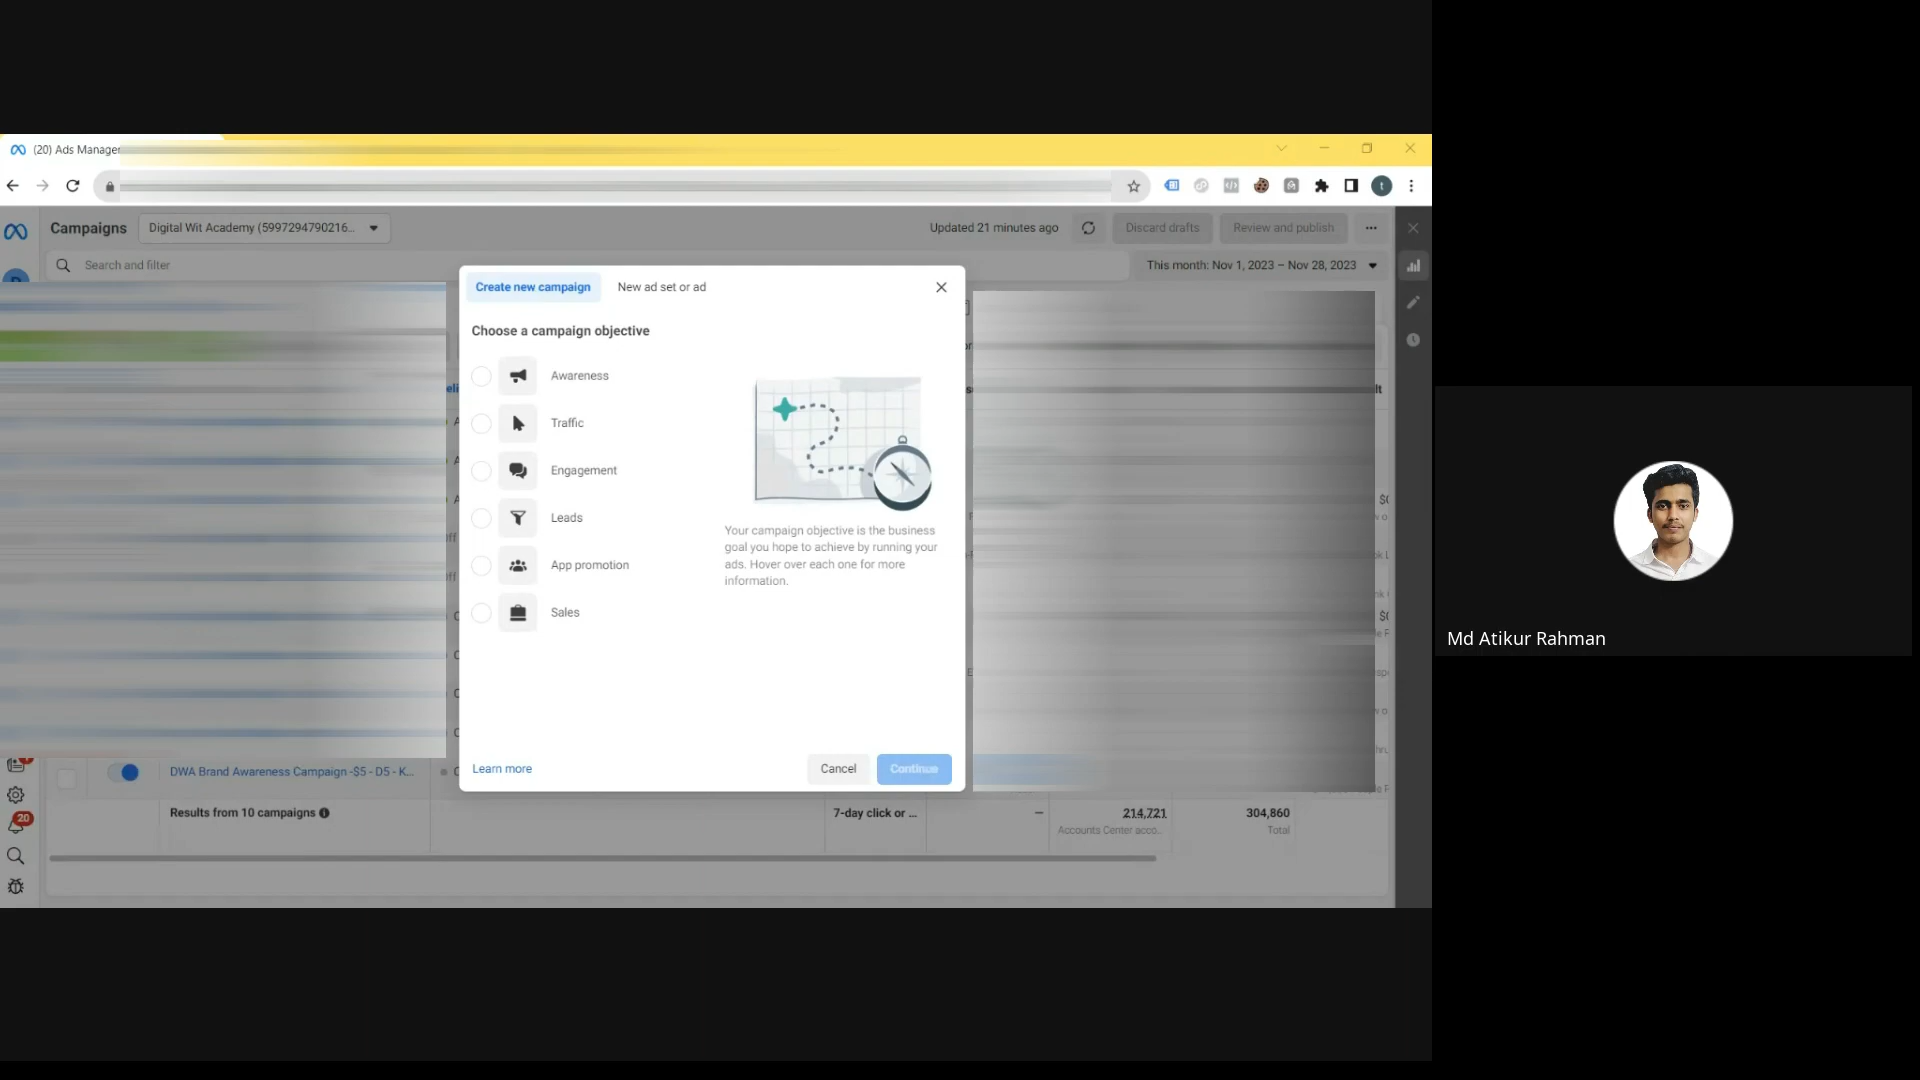 (20) Ads Manager
Campaigns
Digital Wit Academy (5997294790216...
Updated 21 minutes ago
Discard drafts
Review and publish
Search and filter
This month: Nov 1, 2023 – Nov 28, 2023
Create new campaign
New ad set or ad
Choose a campaign objective
Awareness
Traffic
Engagement
Leads
App promotion
Sales
Your campaign objective is the business
goal you hope to achieve by running your
ads. Hover over each one for more
information.
Learn more
Cancel
Continue
DWA Brand Awareness Campaign -$5 - D5 - K...
Results from 10 campaigns
7-day click or ...
—
214,721
304,860
Accounts Center acco...
Total
20
t
Md Atikur Rahman